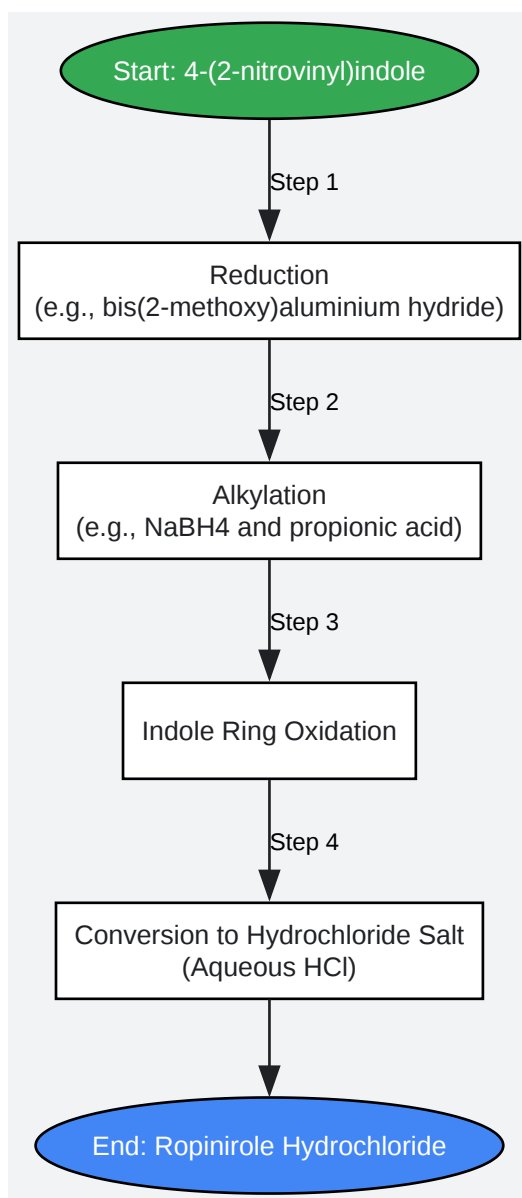 Start: 4-(2-nitrovinyl)indole
Step 1
Reduction
(e.g., bis(2-methoxy)aluminium hydride)
Step 2
Alkylation
(e.g., NaBH4 and propionic acid)
Step 3
Indole Ring Oxidation
Step 4
Conversion to Hydrochloride Salt
(Aqueous HCl)
End: Ropinirole Hydrochloride